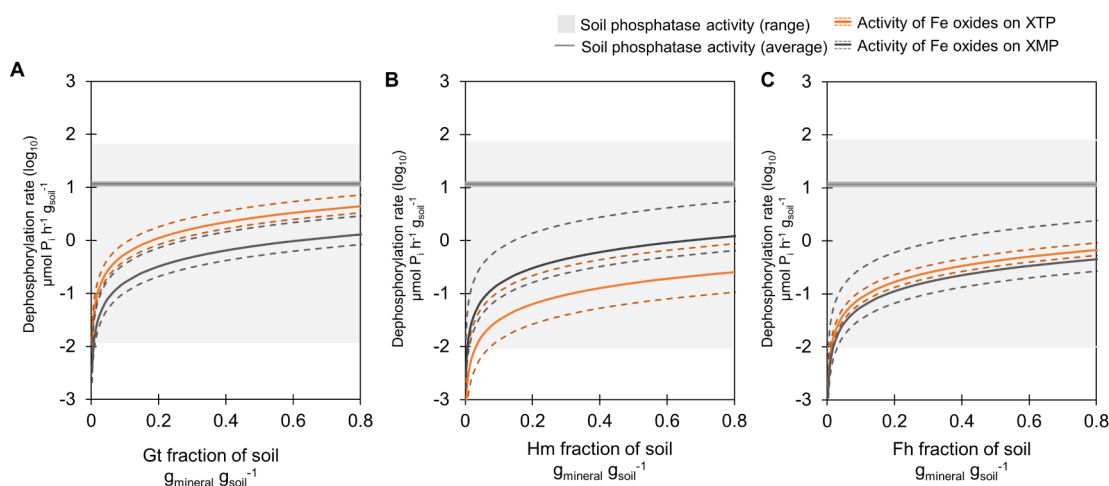 Soil phosphatase activity (range)
Activity of Fe oxides on XTP
Soil phosphatase activity (average)
Activity of Fe oxides on XMP
A
Dephosphorylation rate (log10)
µmol Pi h-1 gsoil-1
3
2
1
0
-1
-2
-3
0
0.2
0.4
0.6
0.8
Gt fraction of soil
gmineral gsoil-1
B
Dephosphorylation rate (log10)
µmol Pi h-1 gsoil-1
3
2
1
0
-1
-2
-3
0
0.2
0.4
0.6
0.8
Hm fraction of soil
gmineral gsoil-1
C
Dephosphorylation rate (log10)
µmol Pi h-1 gsoil-1
3
2
1
0
-1
-2
-3
0
0.2
0.4
0.6
0.8
Fh fraction of soil
gmineral gsoil-1